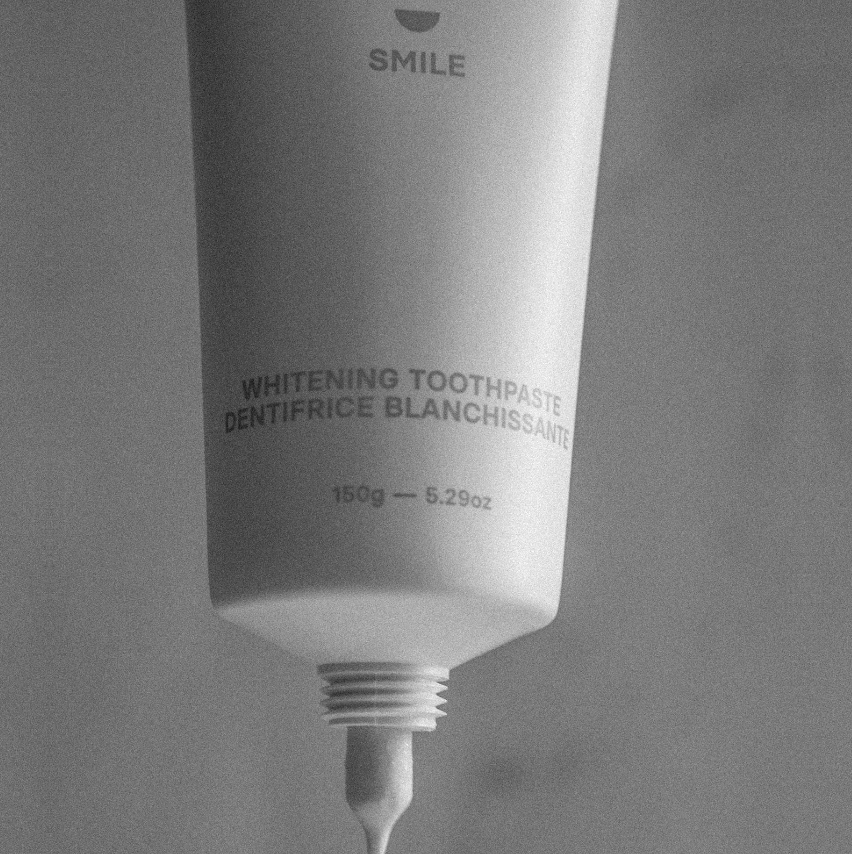 SMILE
WHITENING TOOTHPASTE
DENTIFRICE BLANCHISSANTE
150g — 5.29oz